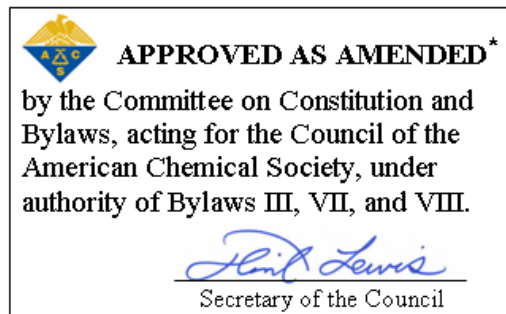 A C S
APPROVED AS AMENDED*
by the Committee on Constitution and
Bylaws, acting for the Council of the
American Chemical Society, under
authority of Bylaws III, VII, and VIII.
Lewis
Secretary of the Council